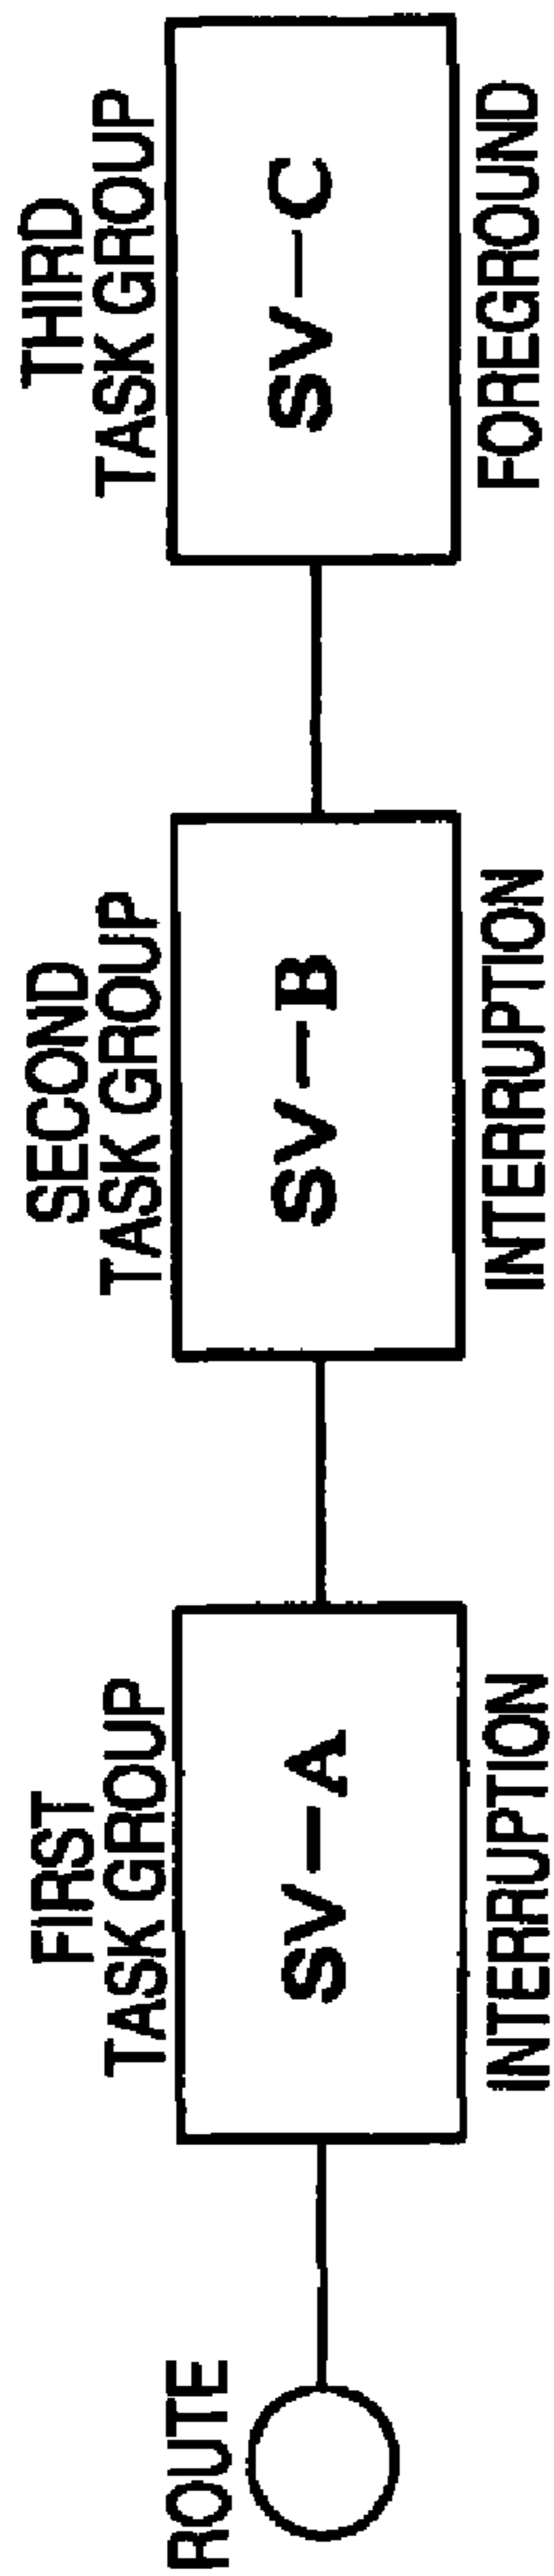 ROUTE
FIRST
TASK GROUP
SV-A
INTERRUPTION
SECOND
TASK GROUP
SV-B
INTERRUPTION
THIRD
TASK GROUP
SV-C
FOREGROUND